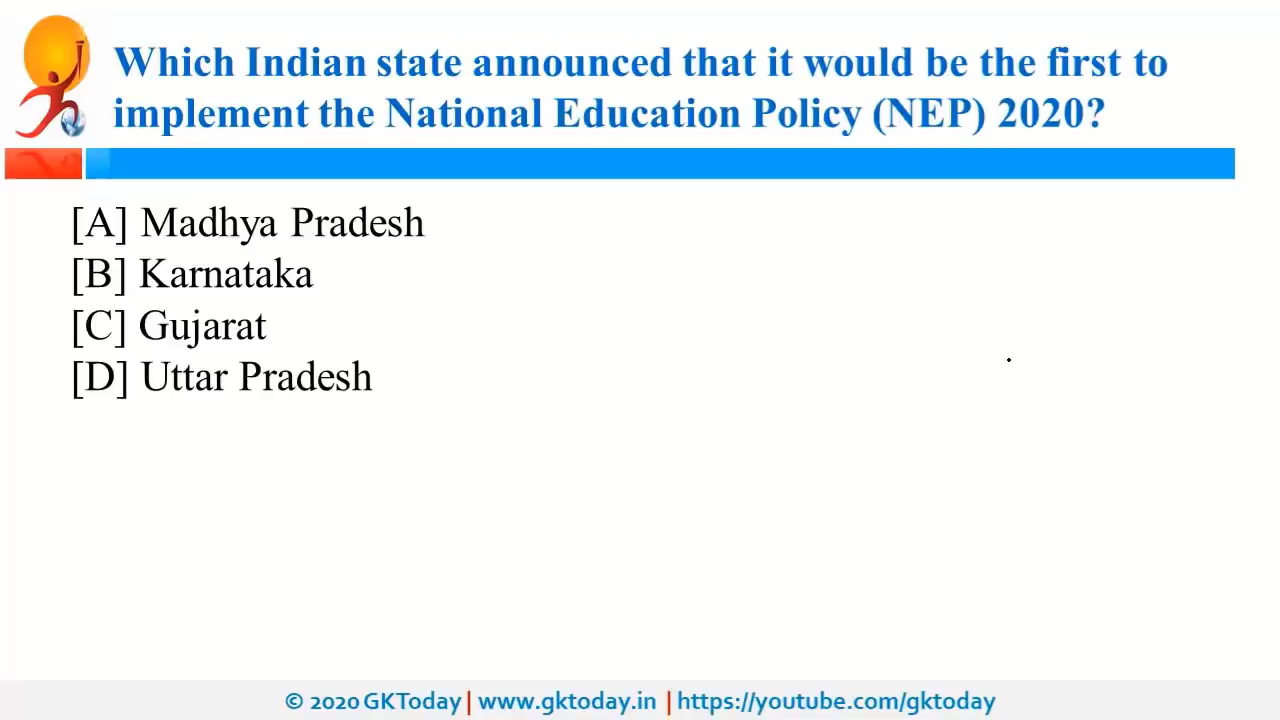 Which Indian state announced that it would be the first to
implement the National Education Policy (NEP) 2020?
[A] Madhya Pradesh
[B] Karnataka
[C] Gujarat
[D] Uttar Pradesh
© 2020 GKToday | www.gktoday.in | https://youtube.com/gktoday